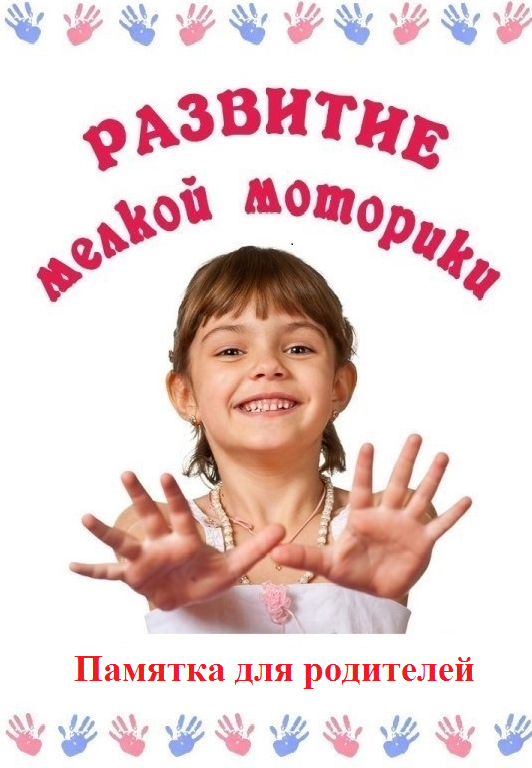 РАЗВИТИЕ
мелкой моторики
Памятка для родителей